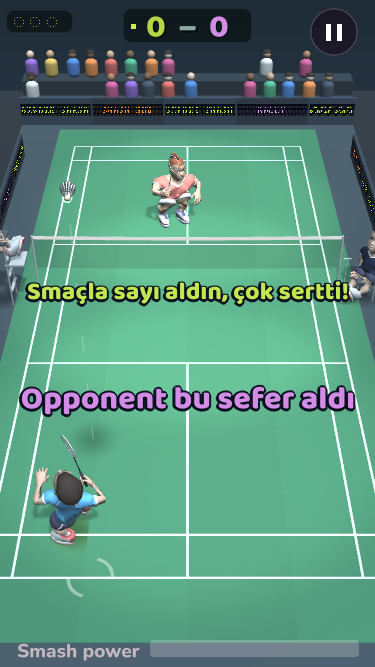 0 – 0
Smaçla sayı aldın, çok sertti!
Opponent bu sefer aldı
Smash power